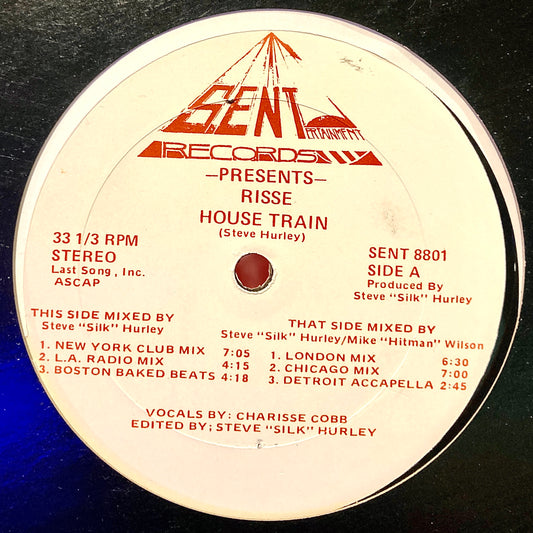 S.ENT
ERTAINMENT
RECORDS
—PRESENTS—
RISSE
HOUSE TRAIN
(Steve Hurley)
33 1/3 RPM
STEREO
Last Song, Inc.
ASCAP
SENT 8801
SIDE A
Produced By
Steve "Silk" Hurley
THIS SIDE MIXED BY
Steve "Silk" Hurley
1. NEW YORK CLUB MIX 7:05
2. L.A. RADIO MIX 4:15
3. BOSTON BAKED BEATS 4:18
THAT SIDE MIXED BY
Steve "Silk" Hurley/Mike "Hitman" Wilson
1. LONDON MIX 6:30
2. CHICAGO MIX 7:00
3. DETROIT ACCAPELLA 2:45
VOCALS BY: CHARISSE COBB
EDITED BY; STEVE "SILK" HURLEY